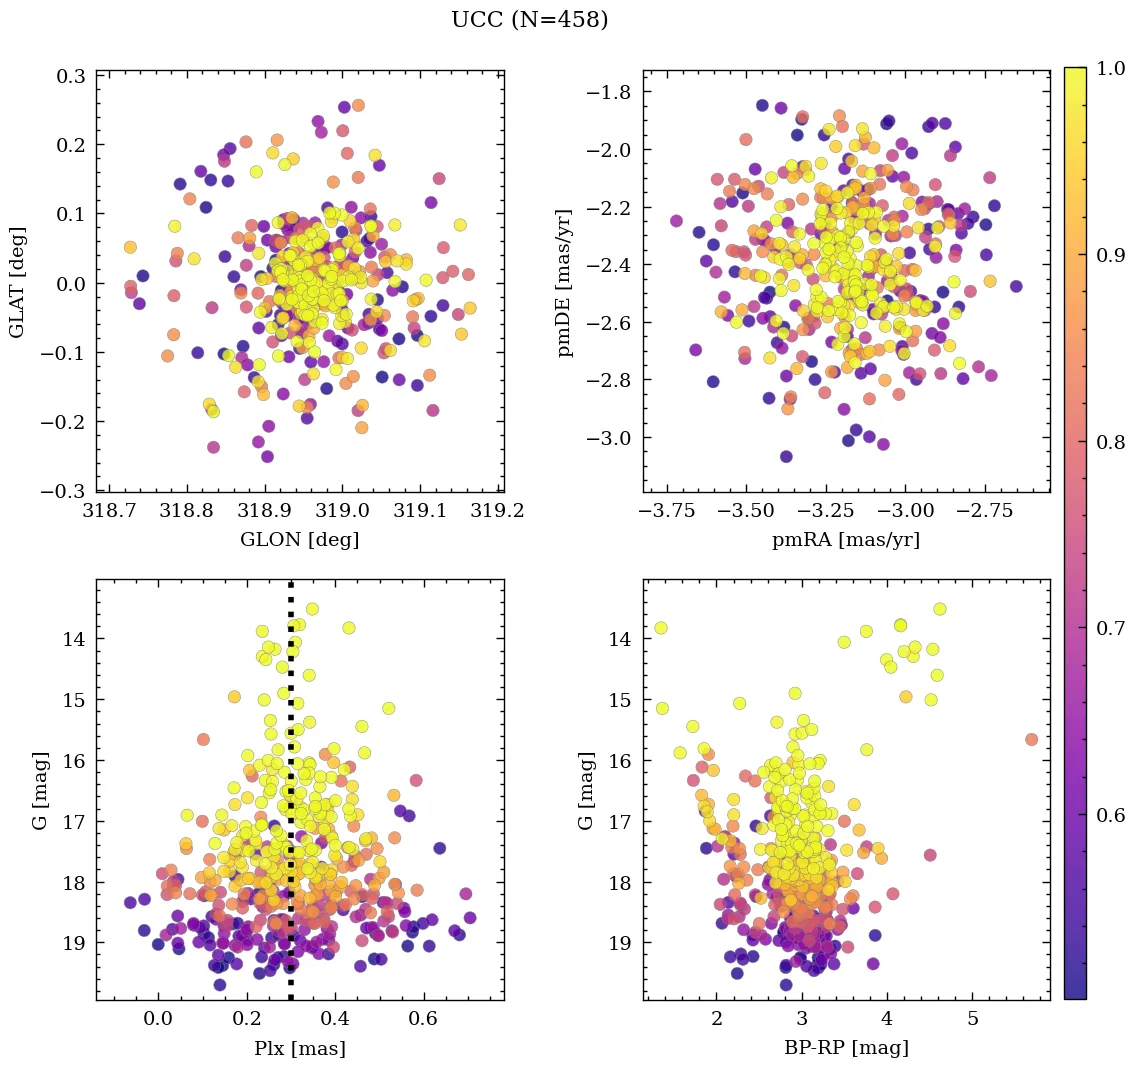 UCC (N=458)
0.3
0.2
0.1
0.0
−0.1
−0.2
−0.3
GLAT [deg]
318.7 318.8 318.9 319.0 319.1 319.2
GLON [deg]
−1.8
−2.0
−2.2
−2.4
−2.6
−2.8
−3.0
pmDE [mas/yr]
−3.75 −3.50 −3.25 −3.00 −2.75
pmRA [mas/yr]
14
15
16
17
18
19
G [mag]
0.0 0.2 0.4 0.6
Plx [mas]
14
15
16
17
18
19
G [mag]
2 3 4 5
BP-RP [mag]
1.0
0.9
0.8
0.7
0.6